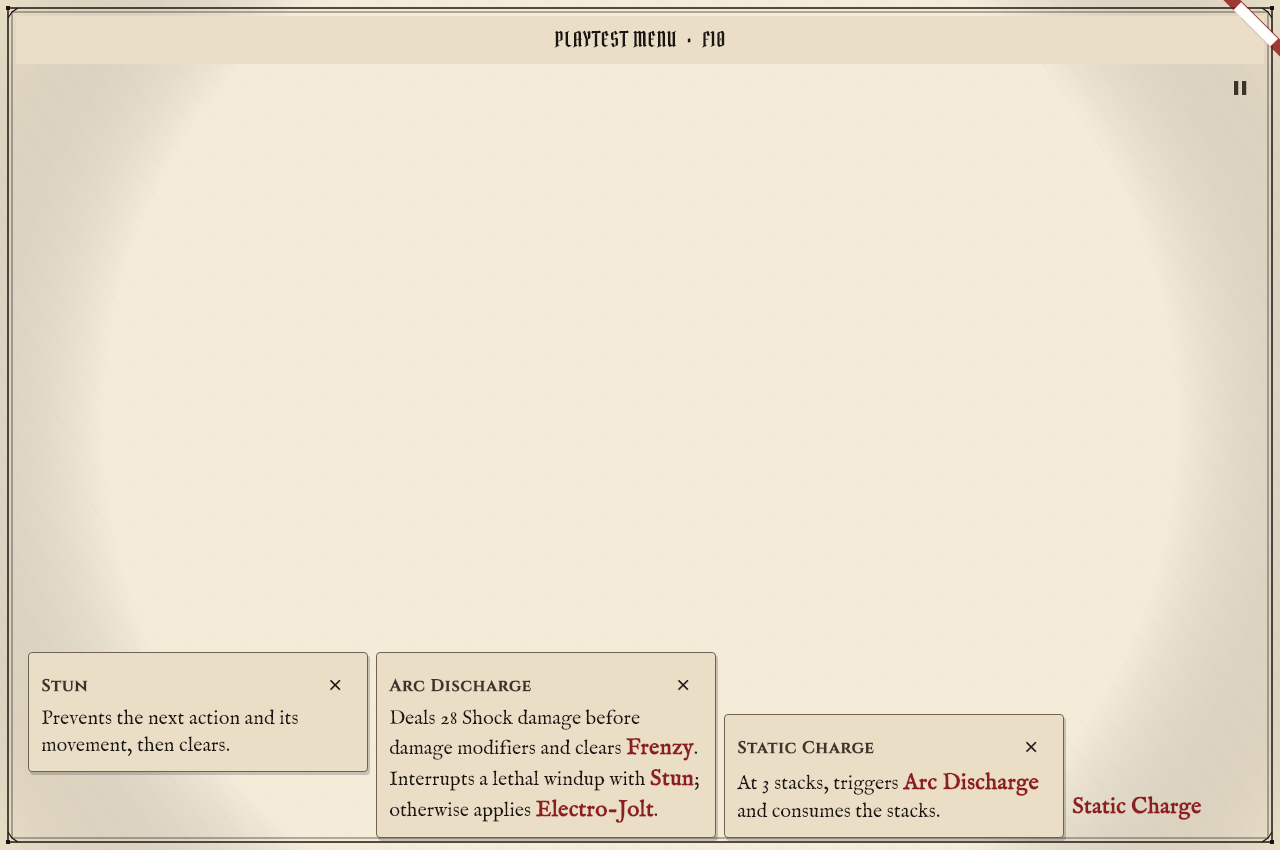 PLAYTEST MENU · F10
Stun ×
Prevents the next action and its
movement, then clears.
Arc Discharge ×
Deals 28 Shock damage before
damage modifiers and clears Frenzy.
Interrupts a lethal windup with Stun;
otherwise applies Electro-Jolt.
Static Charge ×
At 3 stacks, triggers Arc Discharge
and consumes the stacks.
Static Charge